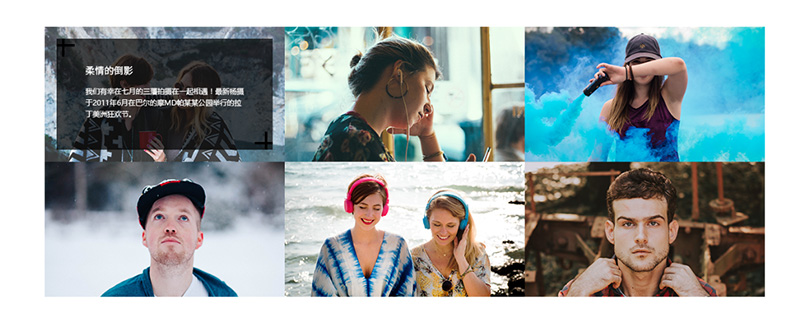 柔情的倒影
我们有幸在七月的三藩拍摄在一起相遇！最新杨摄
于2011年6月在巴尔的摩MD帕某某公园举行的拉
丁美洲狂欢节。